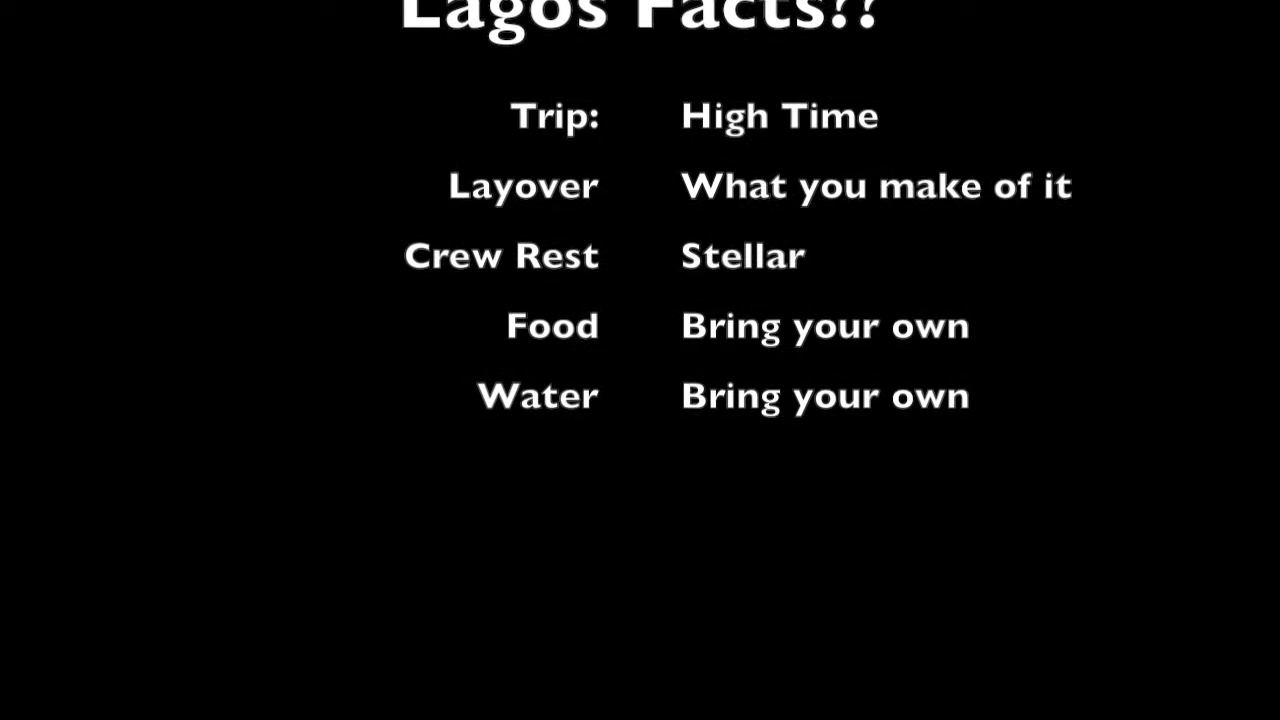 Lagos Facts??
Trip: High Time
Layover What you make of it
Crew Rest Stellar
Food Bring your own
Water Bring your own